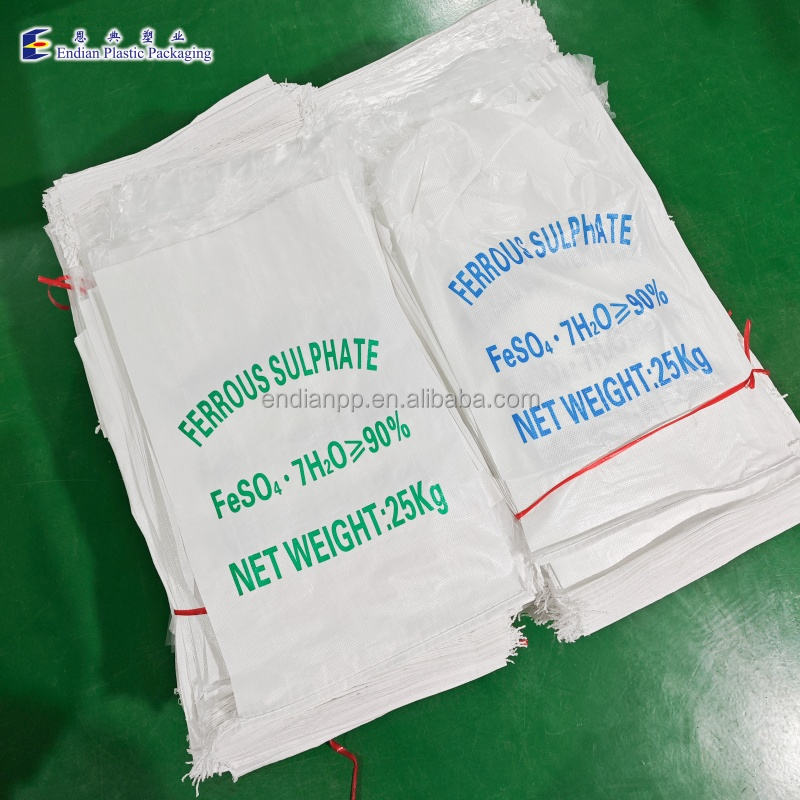 恩典塑业
Endian Plastic Packaging
FERROUS SULPHATE
FeSO₄·7H₂O≥90%
NET WEIGHT:25Kg
FERROUS SULPHATE
FeSO₄·7H₂O≥90%
NET WEIGHT:25Kg
endianpp.en.alibaba.com